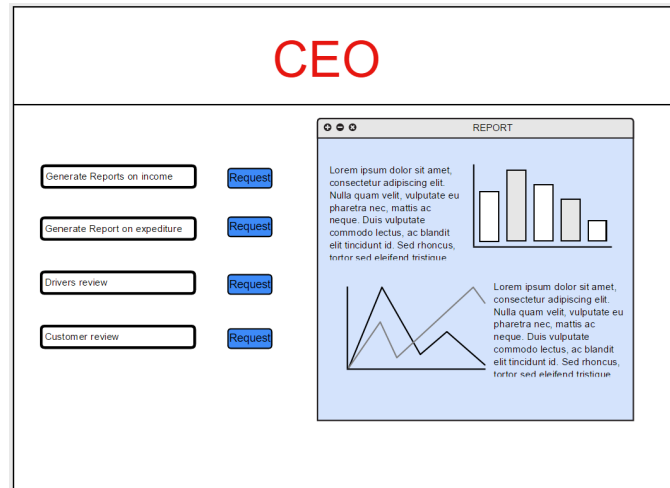 CEO
Generate Reports on income
Request
Generate Report on expediture
Request
Drivers review
Request
Customer review
Request
REPORT
Lorem ipsum dolor sit amet,
consectetur adipiscing elit.
Nulla quam velit, vulputate eu
pharetra nec, mattis ac
neque. Duis vulputate
commodo lectus, ac blandit
elit tincidunt id. Sed rhoncus,
tortor sed eleifend tristique
Lorem ipsum dolor sit amet,
consectetur adipiscing elit.
Nulla quam velit, vulputate eu
pharetra nec, mattis ac
neque. Duis vulputate
commodo lectus, ac blandit
elit tincidunt id. Sed rhoncus,
tortor sed eleifend tristique